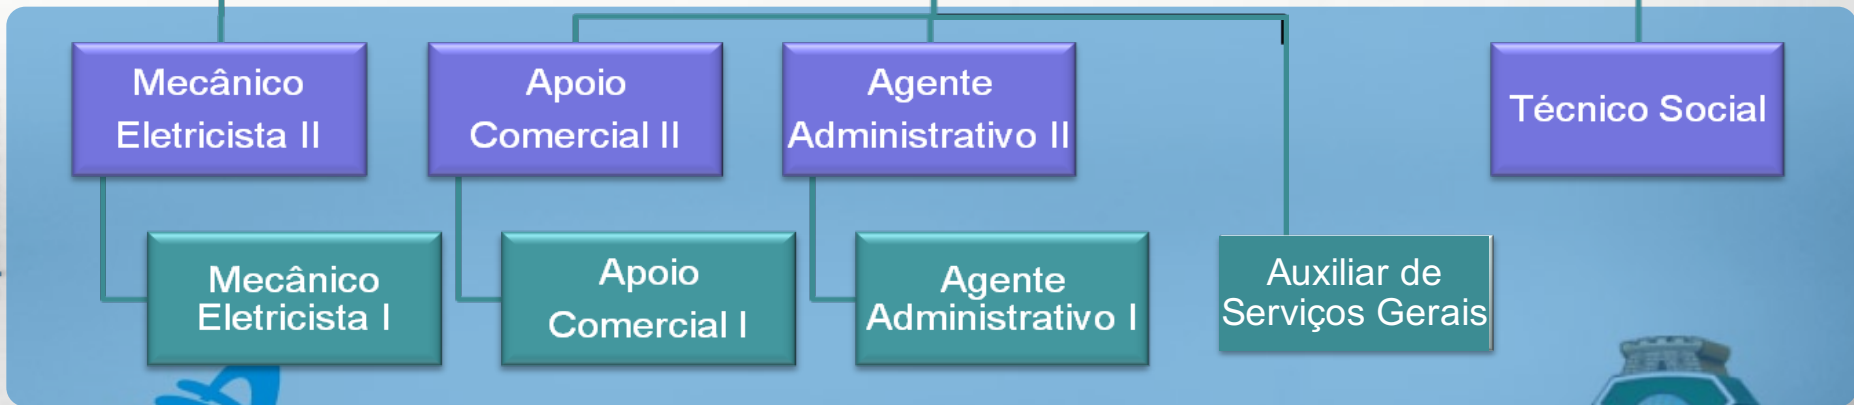 Mecânico
Eletricista II
Apoio
Comercial II
Agente
Administrativo II
Técnico Social
Mecânico
Eletricista I
Apoio
Comercial I
Agente
Administrativo I
Auxiliar de
Serviços Gerais